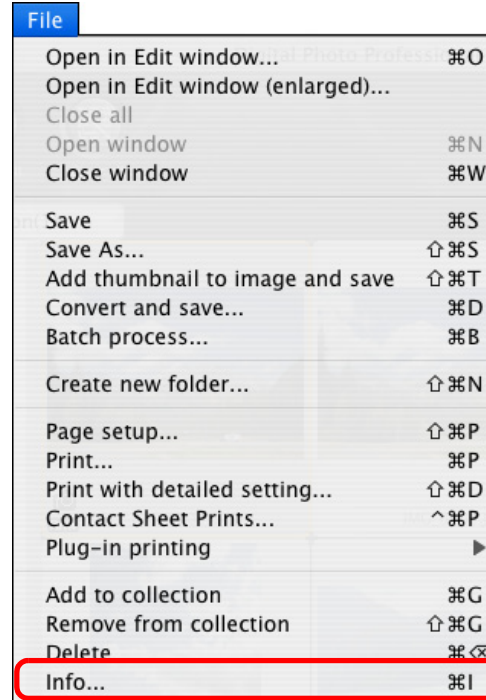 File
Open in Edit window... ⌘O
Open in Edit window (enlarged)...
Close all
Open window ⌘N
Close window ⌘W
Save ⌘S
Save As... ⇧⌘S
Add thumbnail to image and save ⇧⌘T
Convert and save... ⌘D
Batch process... ⌘B
Create new folder... ⇧⌘N
Page setup... ⇧⌘P
Print... ⌘P
Print with detailed setting... ⇧⌘D
Contact Sheet Prints... ^⌘P
Plug-in printing ▶
Add to collection ⌘G
Remove from collection ⇧⌘G
Delete ⌘⌫
Info... ⌘I